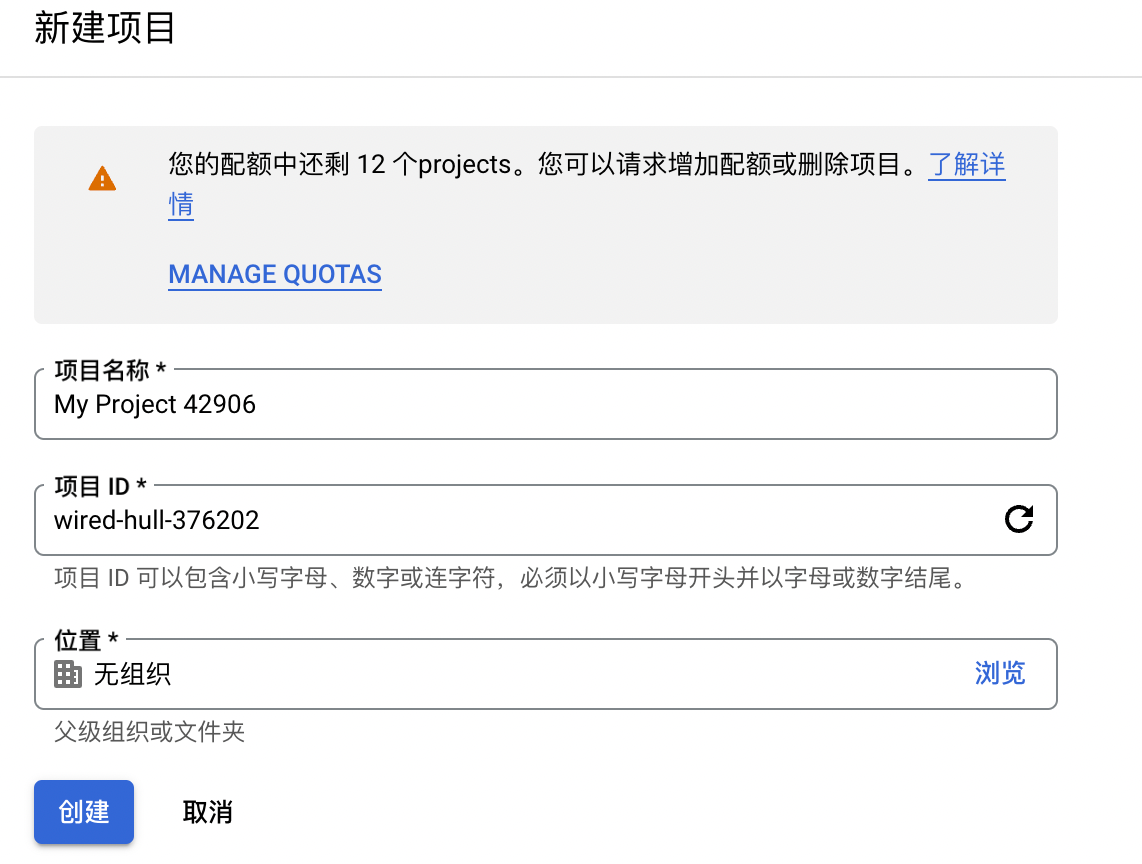 新建项目
您的配额中还剩 12 个projects。您可以请求增加配额或删除项目。了解详
情
MANAGE QUOTAS
项目名称 *
My Project 42906
项目 ID *
wired-hull-376202
项目 ID 可以包含小写字母、数字或连字符，必须以小写字母开头并以字母或数字结尾。
位置 *
无组织 浏览
父级组织或文件夹
创建 取消